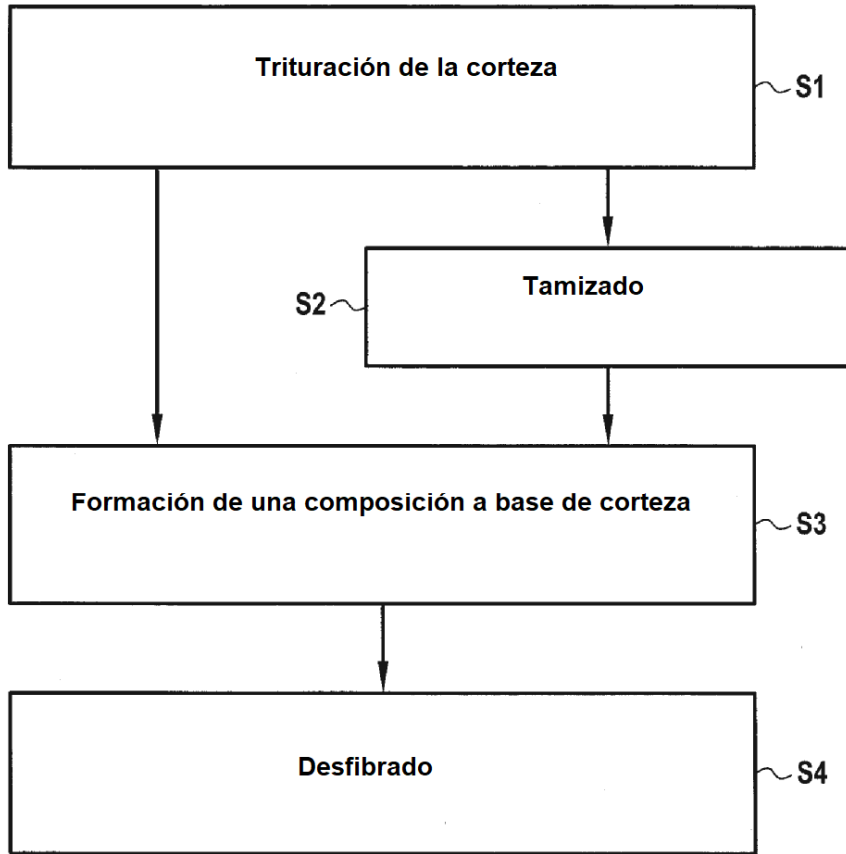 Trituración de la corteza
S1
Tamizado
S2
Formación de una composición a base de corteza
S3
Desfibrado
S4